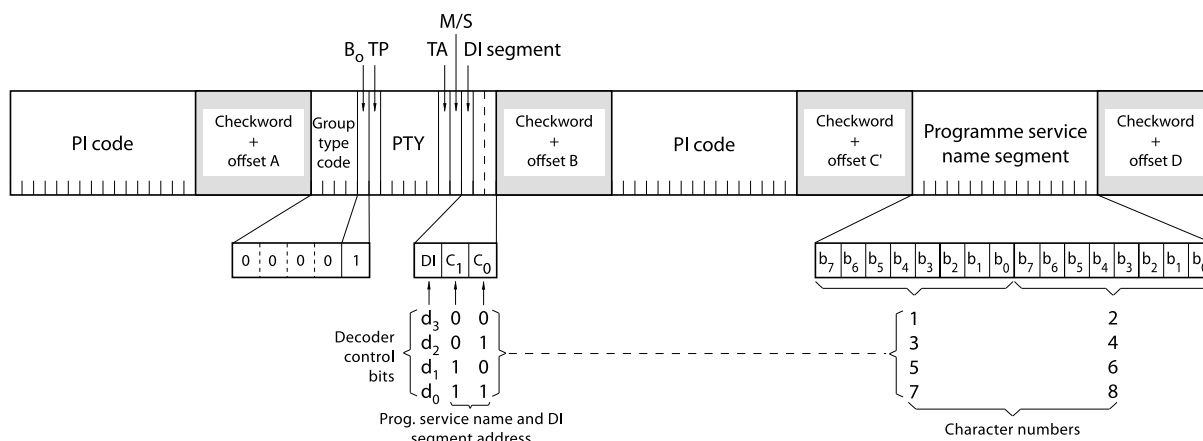 M/S
B₀ TP TA DI segment
PI code
Checkword
+
offset A
Group
type
code
PTY
Checkword
+
offset B
PI code
Checkword
+
offset C'
Programme service
name segment
Checkword
+
offset D
0 0 0 0 1
DI C₁ C₀
b₇ b₆ b₅ b₄ b₃ b₂ b₁ b₀ b₇ b₆ b₅ b₄ b₃ b₂ b₁
Decoder
control
bits
d₃ 0 0
d₂ 0 1
d₁ 1 0
d₀ 1 1
1 2
3 4
5 6
7 8
Prog. service name and DI
segment address
Character numbers